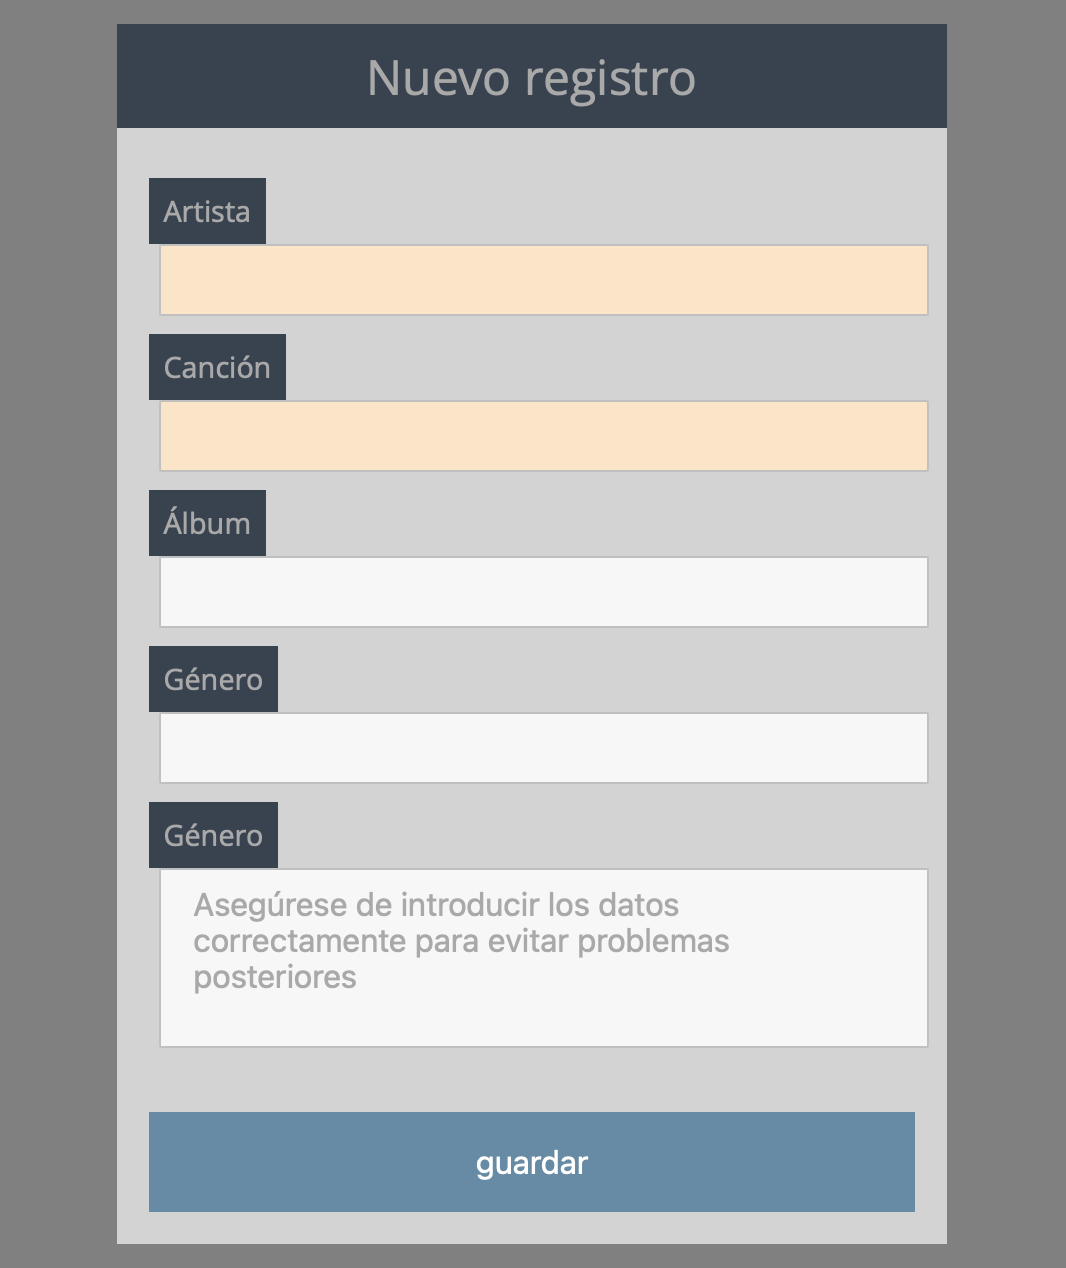 Nuevo registro
Artista
Canción
Álbum
Género
Género
Asegúrese de introducir los datos
correctamente para evitar problemas
posteriores
guardar